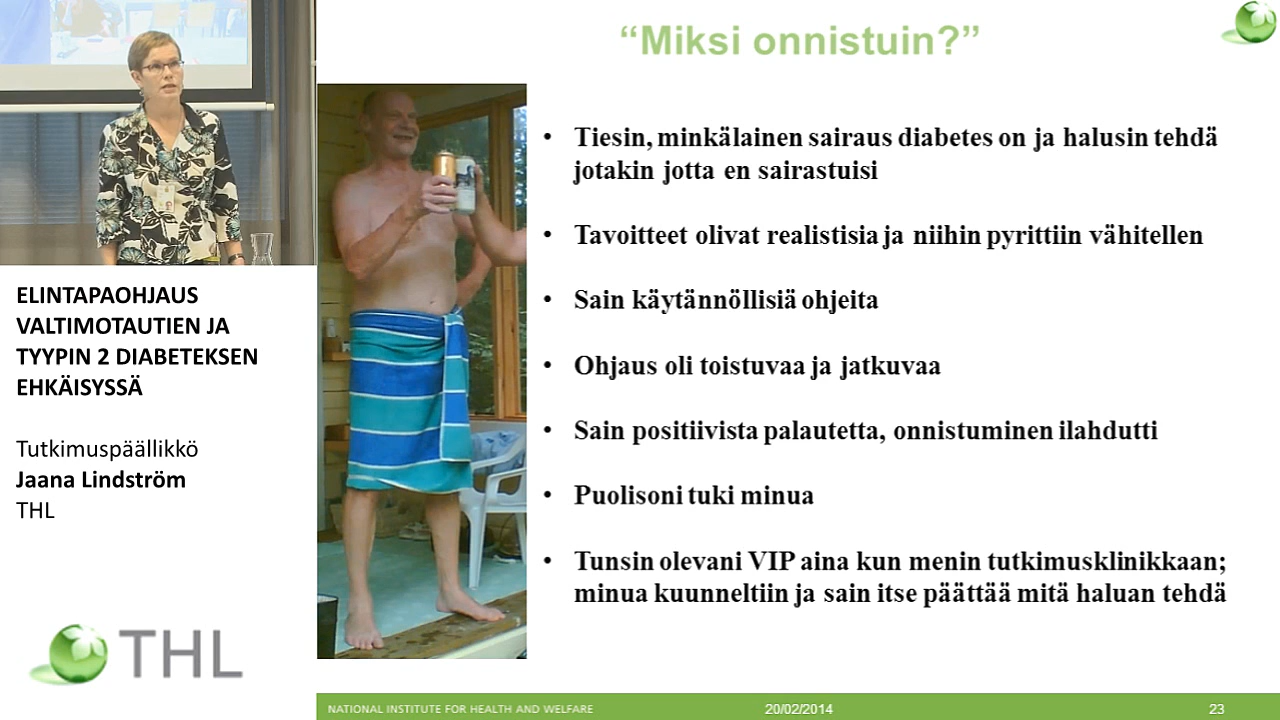 “Miksi onnistuin?”
• Tiesin, minkälainen sairaus diabetes on ja halusin tehdä
jotakin jotta en sairastuisi
• Tavoitteet olivat realistisia ja niihin pyrittiin vähitellen
• Sain käytännöllisiä ohjeita
• Ohjaus oli toistuvaa ja jatkuvaa
• Sain positiivista palautetta, onnistuminen ilahdutti
• Puolisoni tuki minua
• Tunsin olevani VIP aina kun menin tutkimusklinikkaan;
minua kuunneltiin ja sain itse päättää mitä haluan tehdä
ELINTAPAOHJAUS
VALTIMOTAUTIEN JA
TYYPIN 2 DIABETEKSEN
EHKÄISYSSÄ
Tutkimuspäällikkö
Jaana Lindström
THL
THL
NATIONAL INSTITUTE FOR HEALTH AND WELFARE
20/02/2014
23